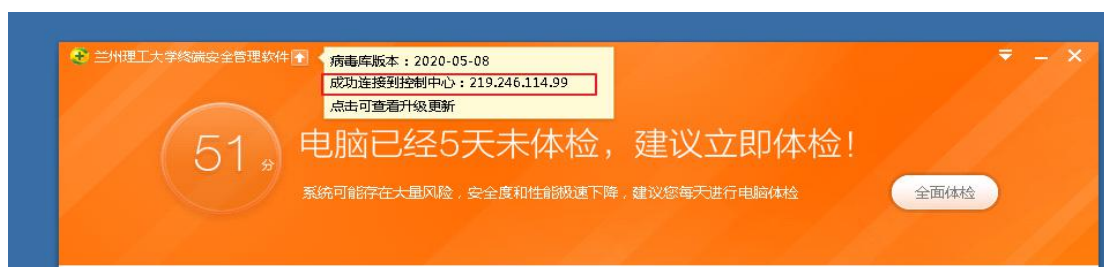 兰州理工大学终端安全管理软件
病毒库版本：2020-05-08
成功连接到控制中心：219.246.114.99
点击可查看升级更新
51分
电脑已经5天未体检，建议立即体检！
系统可能存在大量风险，安全度和性能极速下降，建议您每天进行电脑体检
全面体检